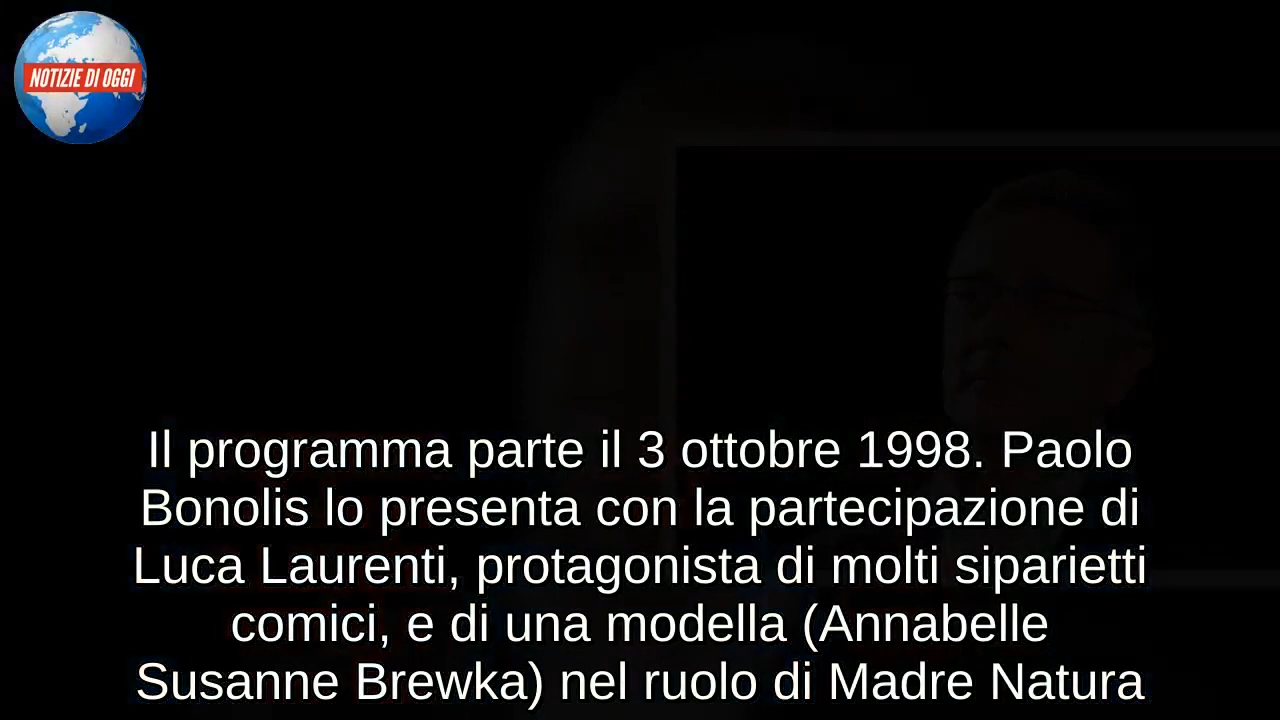 NOTIZIE DI OGGI
Il programma parte il 3 ottobre 1998. Paolo
Bonolis lo presenta con la partecipazione di
Luca Laurenti, protagonista di molti siparietti
comici, e di una modella (Annabelle
Susanne Brewka) nel ruolo di Madre Natura